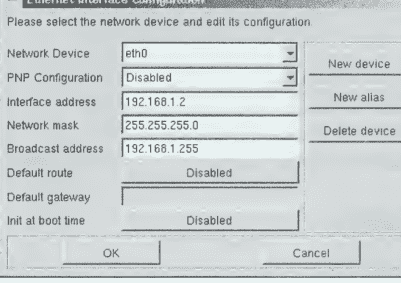 Ethernet Interface Configuration
Please select the network device and edit its configuration.
Network Device eth0
New device
PNP Configuration Disabled
Interface address 192.168.1.2
New alias
Network mask 255.255.255.0
Delete device
Broadcast address 192.168.1.255
Default route Disabled
Default gateway
Init at boot time Disabled
OK Cancel